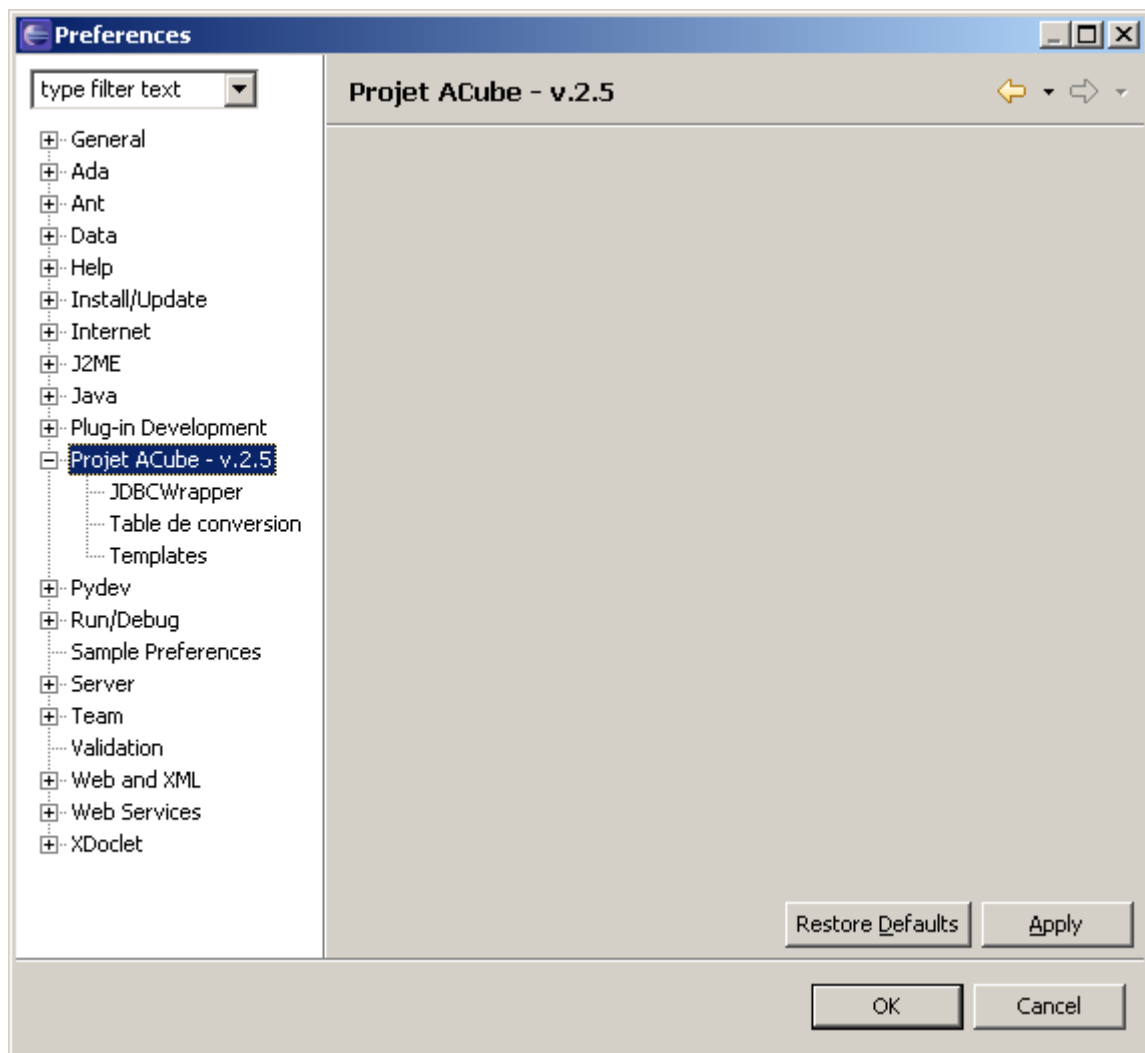 Preferences
type filter text
Projet ACube - v.2.5
General
Ada
Ant
Data
Help
Install/Update
Internet
J2ME
Java
Plug-in Development
Projet ACube - v.2.5
JDBCWrapper
Table de conversion
Templates
Pydev
Run/Debug
Sample Preferences
Server
Team
Validation
Web and XML
Web Services
XDoclet
Restore Defaults
Apply
OK
Cancel